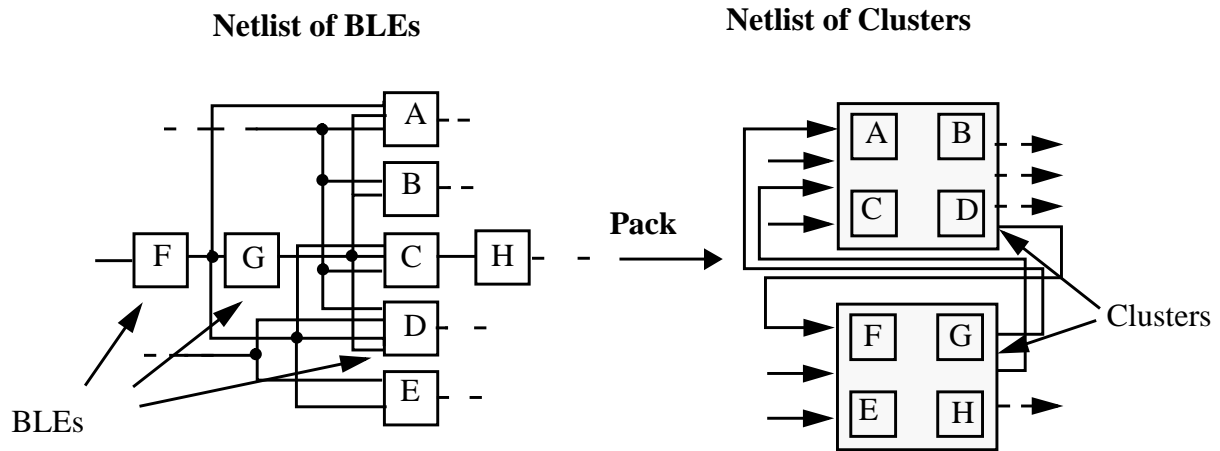 Netlist of BLEs
Netlist of Clusters
A
B
F
G
C
H
D
E
BLEs
Pack
A
B
C
D
F
G
E
H
Clusters